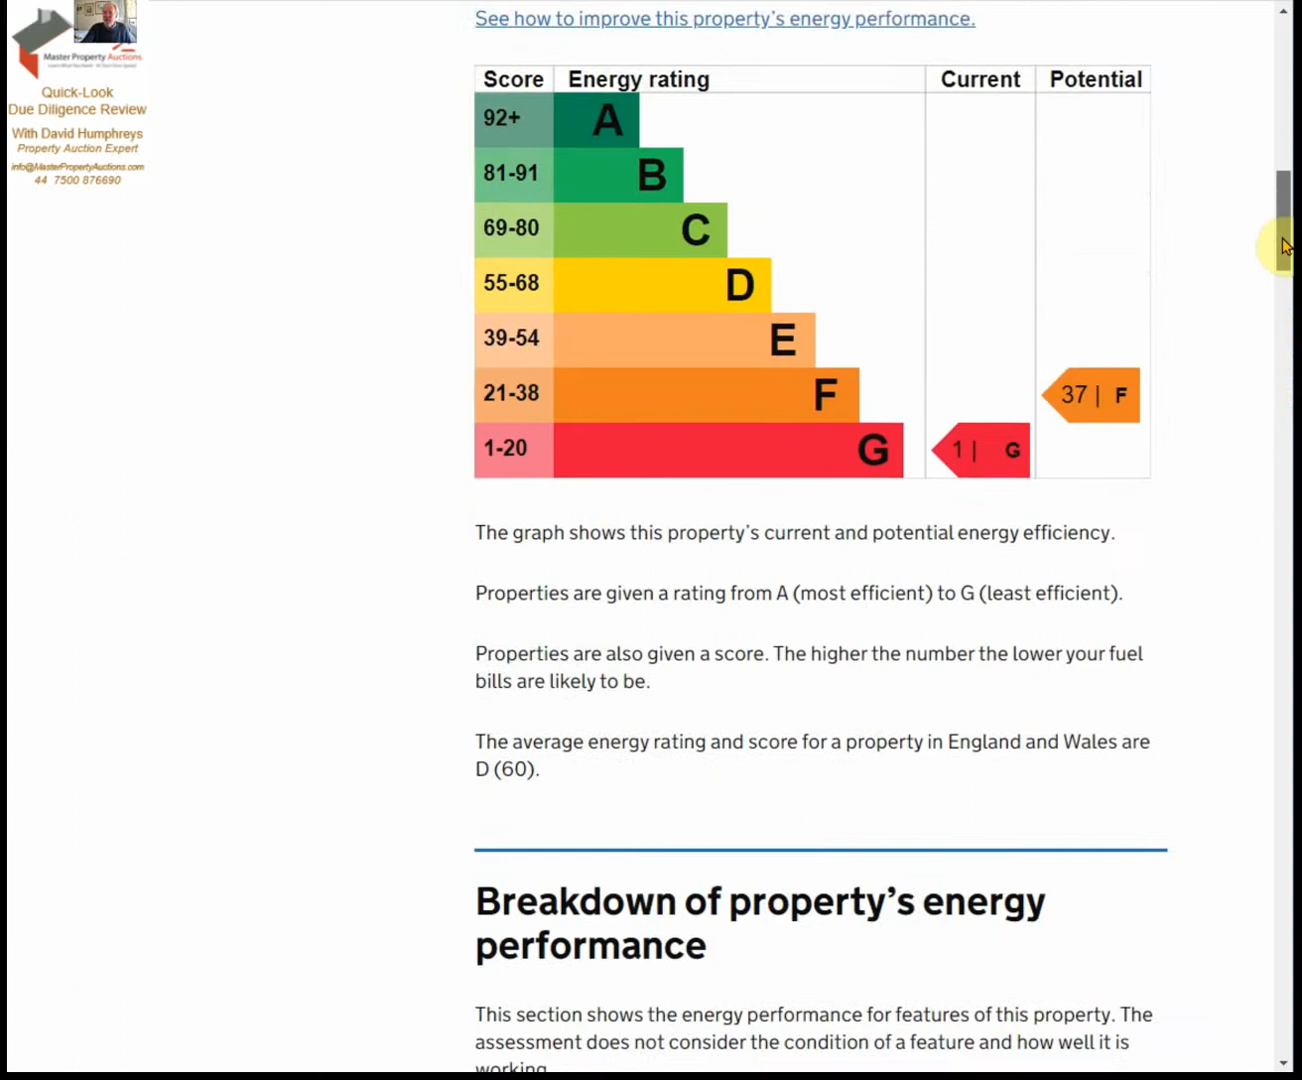 Master Property Auctions
Quick-Look
Due Diligence Review
With David Humphreys
Property Auction Expert
info@MasterPropertyAuctions.com
44 7500 876690
See how to improve this property's energy performance.
Score Energy rating Current Potential
92+ A
81-91 B
69-80 C
55-68 D
39-54 E
21-38 F 37 | F
1-20 G 1 | G
The graph shows this property's current and potential energy efficiency.
Properties are given a rating from A (most efficient) to G (least efficient).
Properties are also given a score. The higher the number the lower your fuel
bills are likely to be.
The average energy rating and score for a property in England and Wales are
D (60).
Breakdown of property's energy
performance
This section shows the energy performance for features of this property. The
assessment does not consider the condition of a feature and how well it is
working.